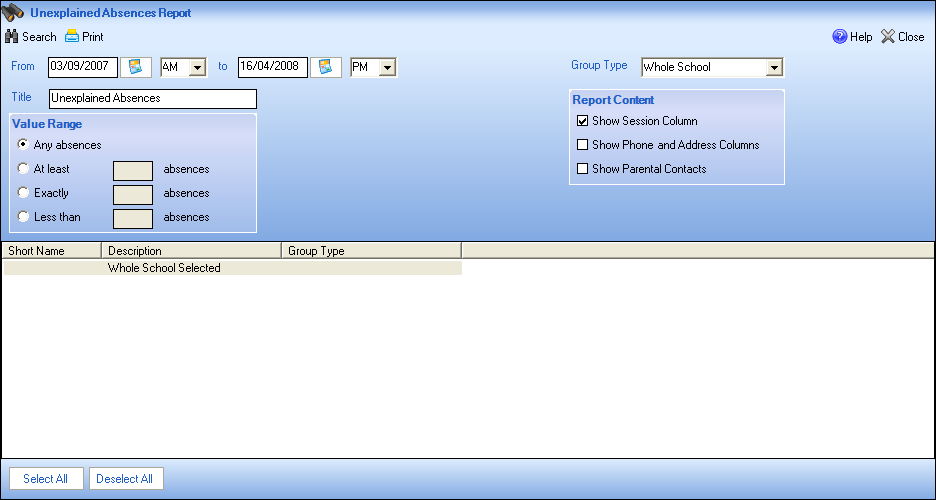 Unexplained Absences Report
Search Print Help Close
From 03/09/2007 AM to 16/04/2008 PM Group Type Whole School
Title Unexplained Absences
Report Content
Value Range
Show Session Column
Any absences
Show Phone and Address Columns
At least absences
Show Parental Contacts
Exactly absences
Less than absences
Short Name Description Group Type
Whole School Selected
Select All Deselect All